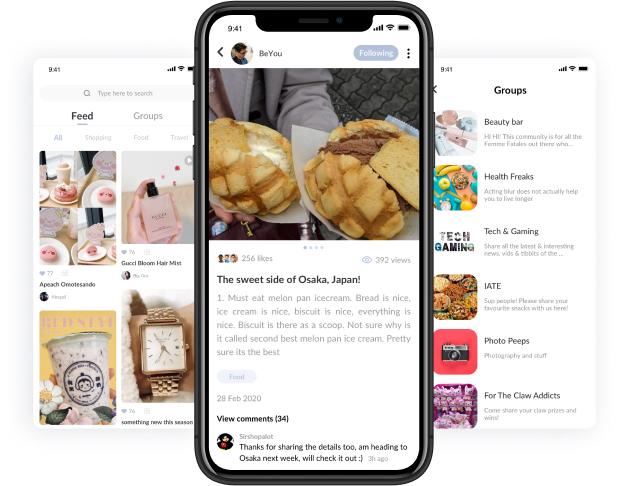 9:41
Type here to search
Feed
Groups
All
Shopping
Food
Travel
77
Apeach Omotesando
76
Gucci Bloom Hair Mist
76
something new this season
9:41
BeYou
Following
256 likes
392 views
The sweet side of Osaka, Japan!
1. Must eat melon pan icecream. Bread is nice,
ice cream is nice, biscuit is nice, everything is
nice. Biscuit is there as a scoop. Not sure why is
it called second best melon pan ice cream. Pretty
sure its the best
Food
28 Feb 2020
View comments (34)
Sirshopalot
Thanks for sharing the details too, am heading to
Osaka next week, will check it out :) 3h ago
9:41
Groups
Beauty bar
HI HI! This community is for all the
Femme Fatales out there who...
Health Freaks
Acting blur does not actually help
you to live longer
TECH
GAMING
Tech & Gaming
Share all the latest & interesting
news, vids & tibbits of the ...
IATE
Sup people! Please share your
favourite snacks with us here!
Photo Peeps
Photography and stuff
For The Claw Addicts
Come share your claw prizes and
wins!